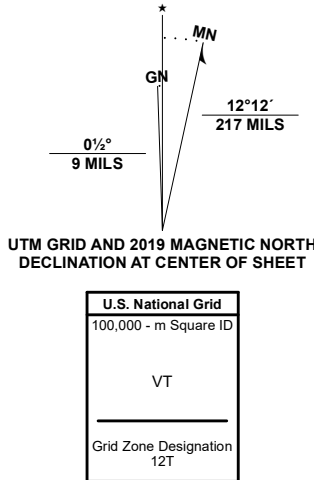 ★
MN
GN
0½°
9 MILS
12°12´
217 MILS
UTM GRID AND 2019 MAGNETIC NORTH
DECLINATION AT CENTER OF SHEET
U.S. National Grid
100,000 - m Square ID
VT
Grid Zone Designation
12T